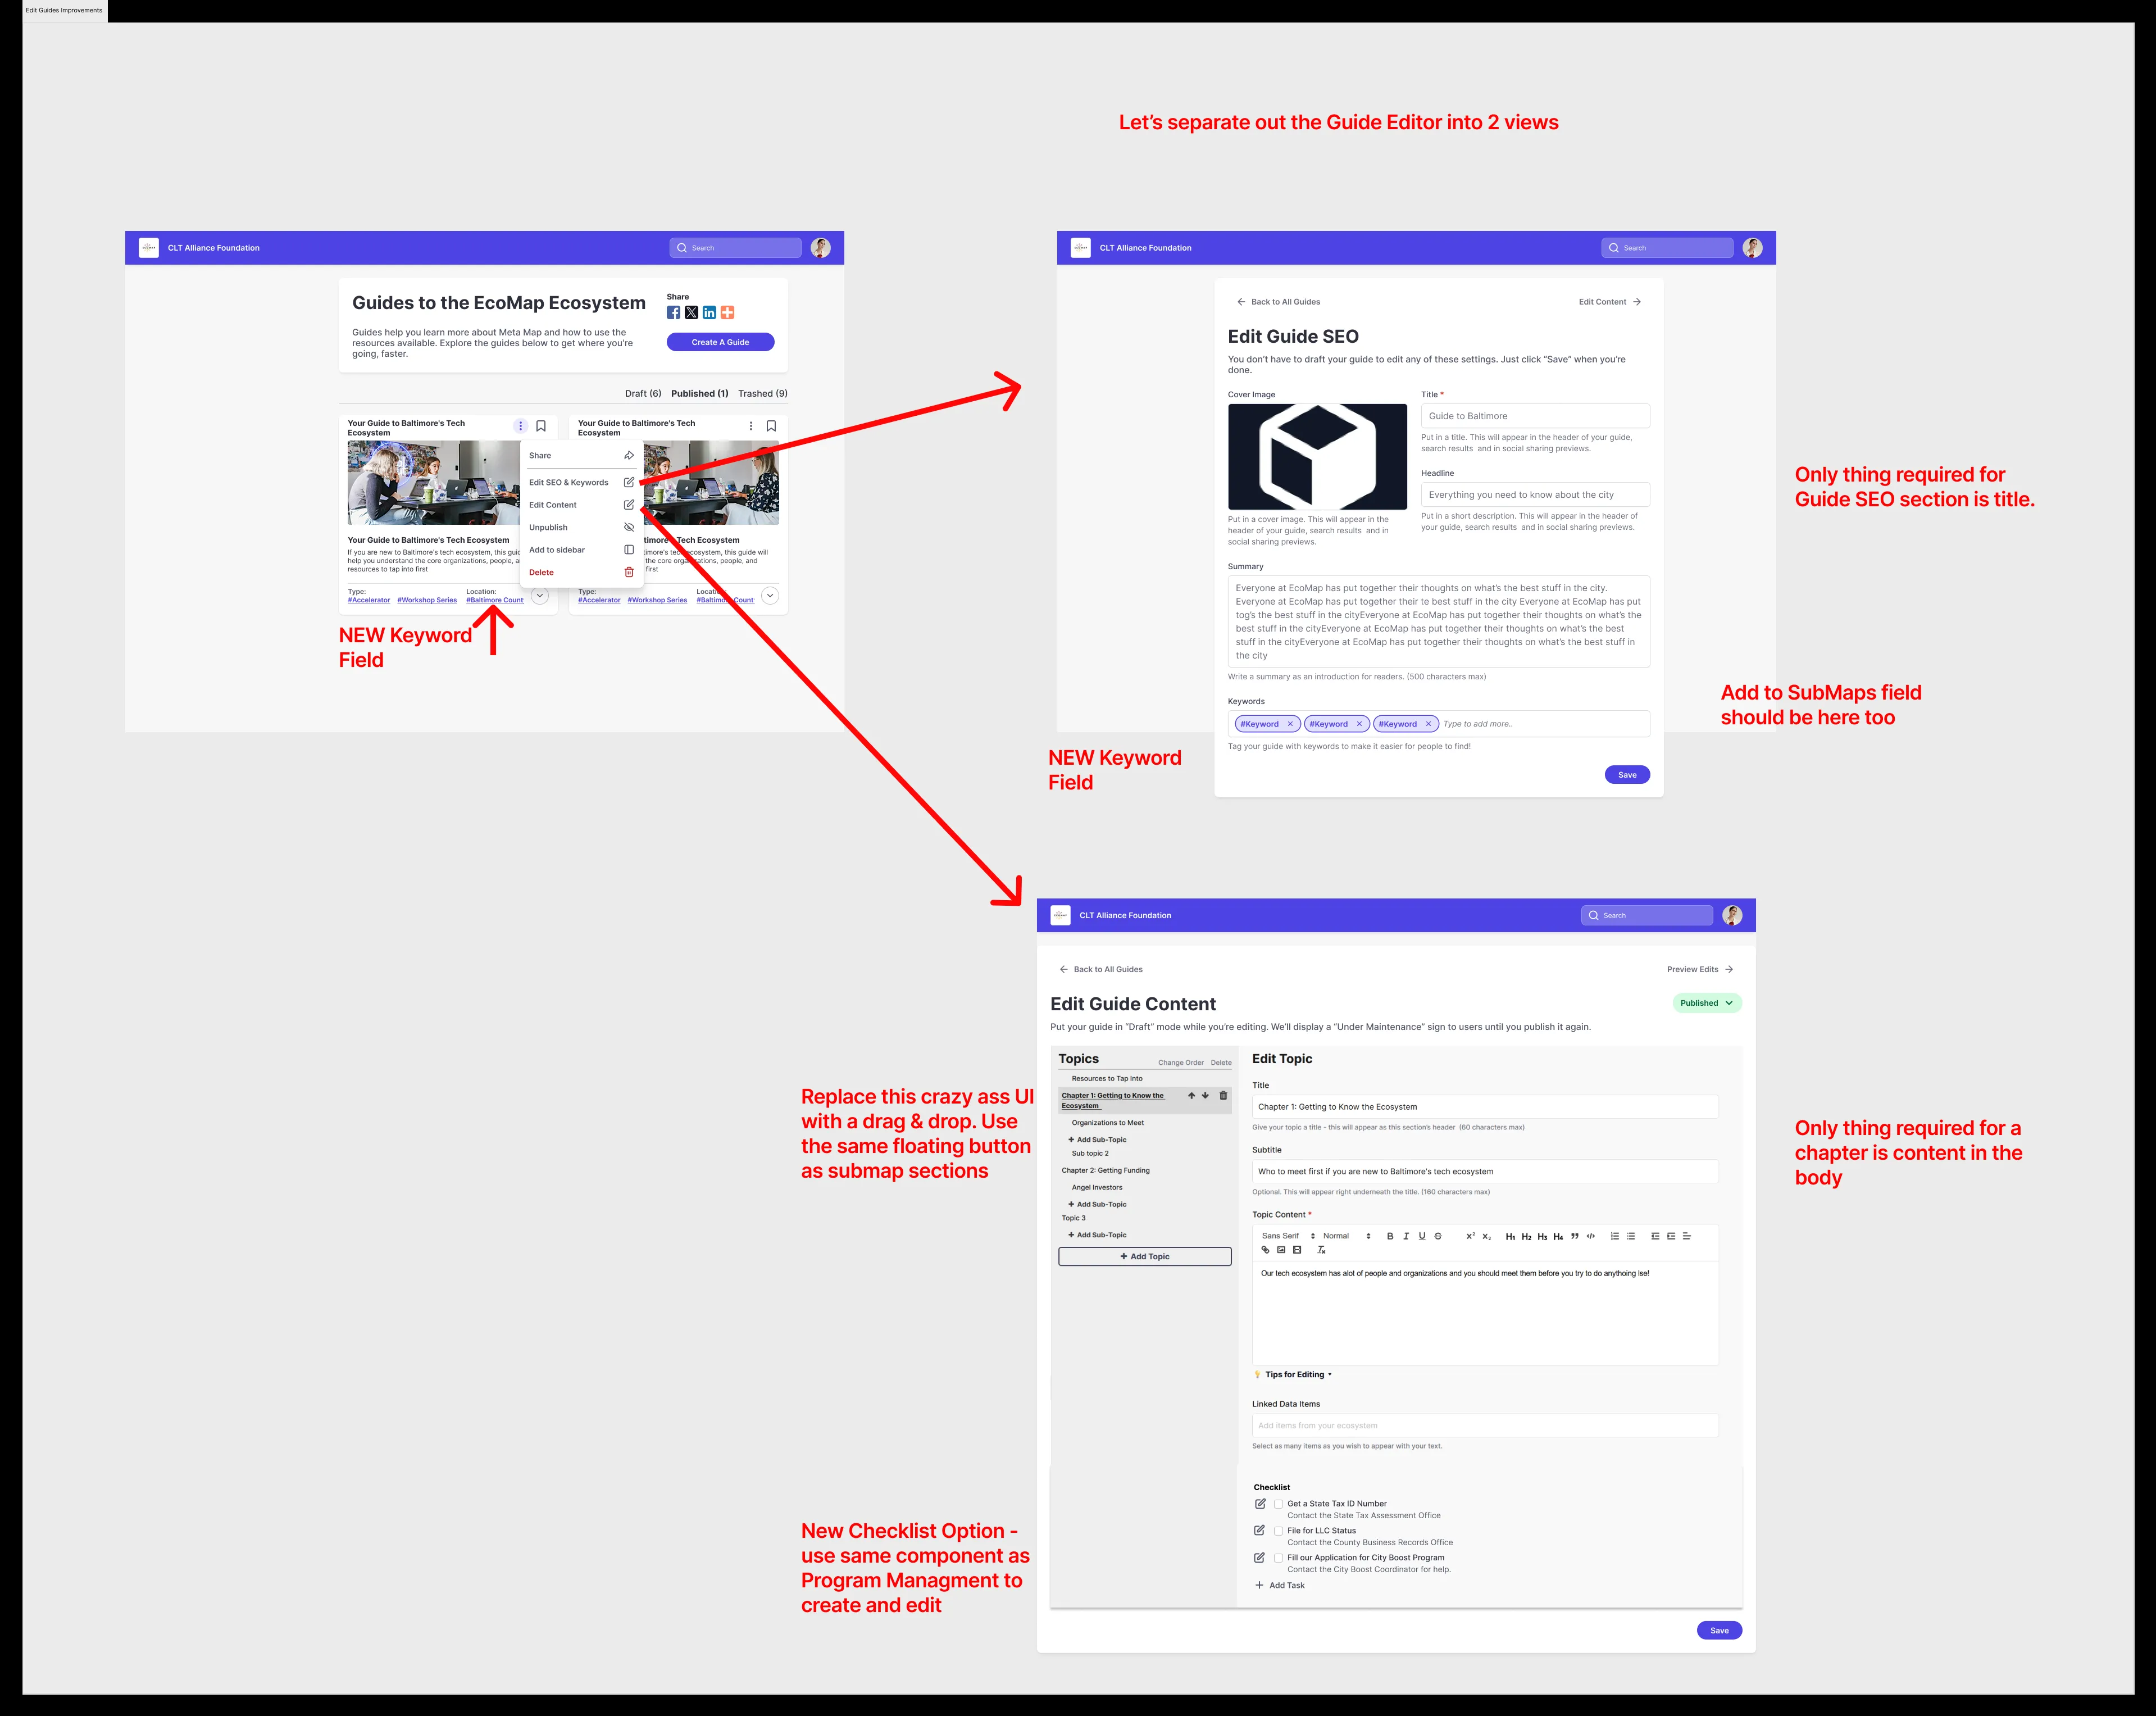 Edit Guides Improvements
Let's separate out the Guide Editor into 2 views
CLT Alliance Foundation
Search
Guides to the EcoMap Ecosystem
Guides help you learn more about Meta Map and how to use the
resources available. Explore the guides below to get where you're
going, faster.
Share
Create A Guide
Draft (6) Published (1) Trashed (9)
Your Guide to Baltimore's Tech
Ecosystem
Your Guide to Baltimore's Tech Ecosystem
If you are new to Baltimore's tech ecosystem, this guid
help you understand the core organizations, people, a
resources to tap into first
Type:
#Accelerator #Workshop Series
Location:
#Baltimore Count
Share
Edit SEO & Keywords
Edit Content
Unpublish
Add to sidebar
Delete
Your Guide to Baltimore's Tech
Ecosystem
Tech Ecosystem
ecosystem, this guide will
the core organizations, people, and
first
Type:
#Accelerator #Workshop Series
#Baltimore Count
NEW Keyword
Field
CLT Alliance Foundation
Search
Back to All Guides
Edit Content
Edit Guide SEO
You don't have to draft your guide to edit any of these settings. Just click “Save” when you're
done.
Cover Image
Put in a cover image. This will appear in the
header of your guide, search results and in
social sharing previews.
Title *
Guide to Baltimore
Put in a title. This will appear in the header of your guide,
search results and in social sharing previews.
Headline
Everything you need to know about the city
Put in a short description. This will appear in the header of
your guide, search results and in social sharing previews.
Summary
Everyone at EcoMap has put together their thoughts on what's the best stuff in the city.
Everyone at EcoMap has put together their te best stuff in the city Everyone at EcoMap has put
tog's the best stuff in the cityEveryone at EcoMap has put together their thoughts on what's the
best stuff in the cityEveryone at EcoMap has put together their thoughts on what's the best
stuff in the cityEveryone at EcoMap has put together their thoughts on what's the best stuff in
the city
Write a summary as an introduction for readers. (500 characters max)
Keywords
#Keyword × #Keyword × #Keyword × Type to add more..
Tag your guide with keywords to make it easier for people to find!
Save
Only thing required for
Guide SEO section is title.
Add to SubMaps field
should be here too
NEW Keyword
Field
CLT Alliance Foundation
Search
Back to All Guides
Preview Edits
Edit Guide Content
Published
Put your guide in “Draft” mode while you're editing. We'll display a “Under Maintenance” sign to users until you publish it again.
Topics
Change Order Delete
Resources to Tap Into
Chapter 1: Getting to Know the
Ecosystem
Organizations to Meet
+ Add Sub-Topic
Sub topic 2
Chapter 2: Getting Funding
Angel Investors
+ Add Sub-Topic
Topic 3
+ Add Sub-Topic
+ Add Topic
Edit Topic
Title
Chapter 1: Getting to Know the Ecosystem
Give your topic a title - this will appear as this section's header (60 characters max)
Subtitle
Who to meet first if you are new to Baltimore's tech ecosystem
Optional. This will appear right underneath the title. (160 characters max)
Topic Content *
Sans Serif Normal B I U S X² X₂ H₁ H₂ H₃ H₄ ” </>
Our tech ecosystem has alot of people and organizations and you should meet them before you try to do anythoing lse!
Tips for Editing
Linked Data Items
Add items from your ecosystem
Select as many items as you wish to appear with your text.
Checklist
Get a State Tax ID Number
Contact the State Tax Assessment Office
File for LLC Status
Contact the County Business Records Office
Fill our Application for City Boost Program
Contact the City Boost Coordinator for help.
+ Add Task
Save
Replace this crazy ass UI
with a drag & drop. Use
the same floating button
as submap sections
Only thing required for a
chapter is content in the
body
New Checklist Option -
use same component as
Program Managment to
create and edit